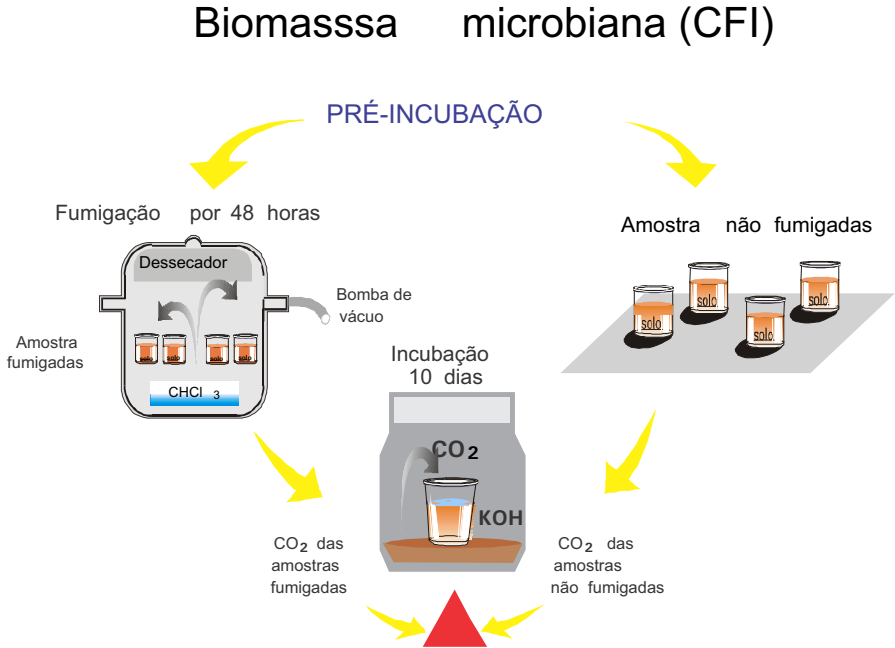 Biomasssa microbiana (CFI)
PRÉ-INCUBAÇÃO
Fumigação por 48 horas
Dessecador
Bomba de
vácuo
Amostra
fumigadas
solo
solo
solo
solo
CHCl 3
Amostra não fumigadas
solo
solo
solo
solo
Incubação
10 dias
CO2
KOH
CO2 das
amostras
fumigadas
CO2 das
amostras
não fumigadas